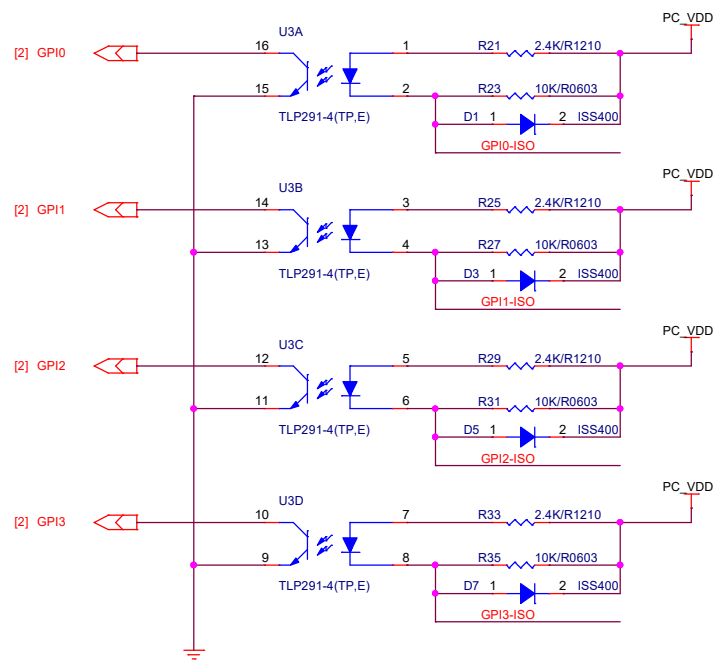 PC_VDD
U3A
[2] GPI0 16 1 R21 2.4K/R1210
15 2 R23 10K/R0603
TLP291-4(TP,E) D1 1 2 ISS400
GPI0-ISO
PC_VDD
U3B
[2] GPI1 14 3 R25 2.4K/R1210
13 4 R27 10K/R0603
TLP291-4(TP,E) D3 1 2 ISS400
GPI1-ISO
PC_VDD
U3C
[2] GPI2 12 5 R29 2.4K/R1210
11 6 R31 10K/R0603
TLP291-4(TP,E) D5 1 2 ISS400
GPI2-ISO
PC_VDD
U3D
[2] GPI3 10 7 R33 2.4K/R1210
9 8 R35 10K/R0603
TLP291-4(TP,E) D7 1 2 ISS400
GPI3-ISO